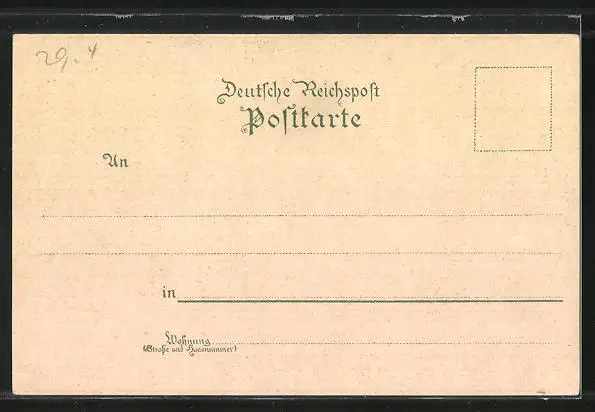 29.4
Deutsche Reichspost
Postkarte
An
in
Wohnung
(Straße und Hausnummer)